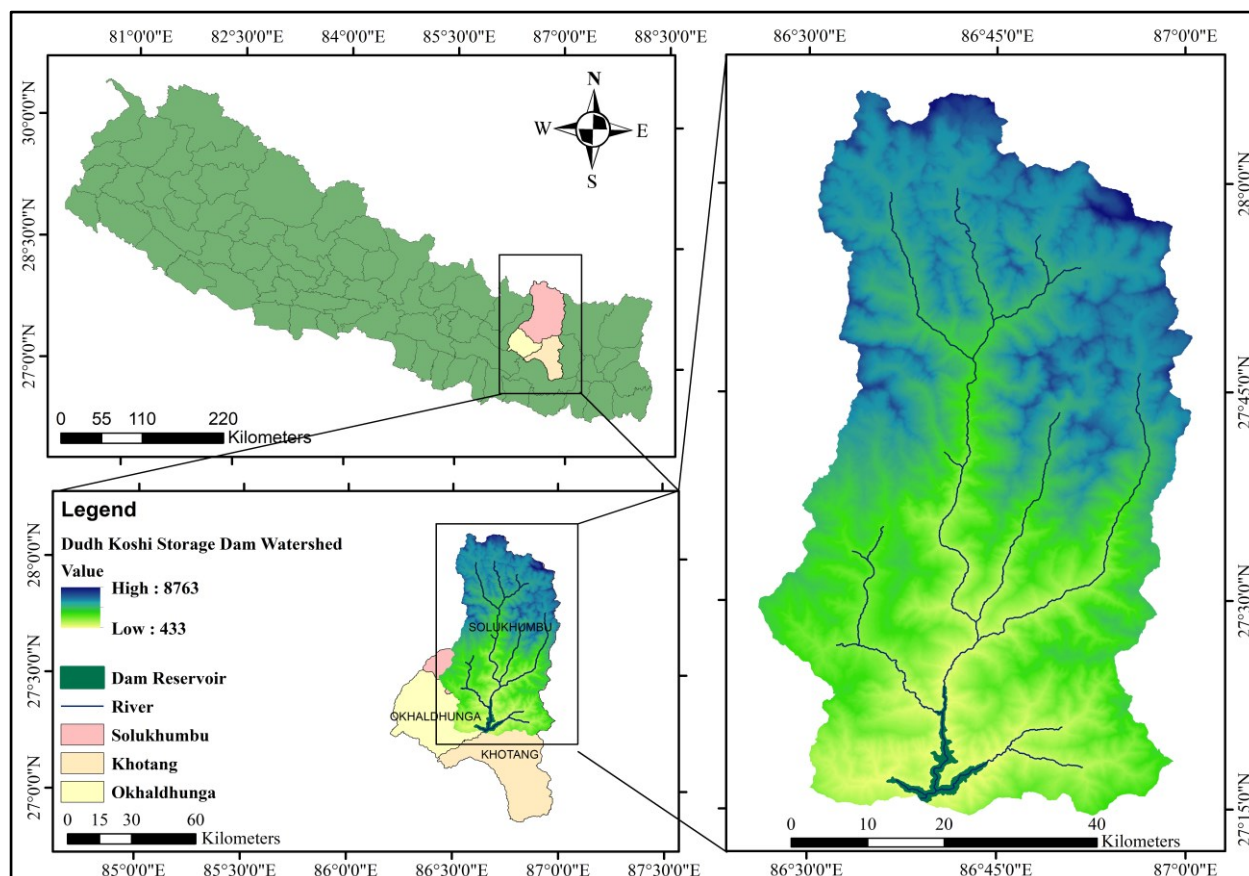 81°0'0"E 82°30'0"E 84°0'0"E 85°30'0"E 87°0'0"E 88°30'0"E
30°0'0"N
28°30'0"N
27°0'0"N
N
W E
S
0 55 110 220
Kilometers
86°30'0"E 86°45'0"E 87°0'0"E
28°0'0"N
27°45'0"N
27°30'0"N
27°15'0"N
0 10 20 40
Kilometers
86°30'0"E 86°45'0"E 87°0'0"E
Legend
Dudh Koshi Storage Dam Watershed
Value
High : 8763
Low : 433
Dam Reservoir
River
Solukhumbu
Khotang
Okhaldhunga
0 15 30 60
Kilometers
SOLUKHUMBU
OKHALDHUNGA
KHOTANG
28°0'0"N
27°30'0"N
27°0'0"N
85°0'0"E 85°30'0"E 86°0'0"E 86°30'0"E 87°0'0"E 87°30'0"E